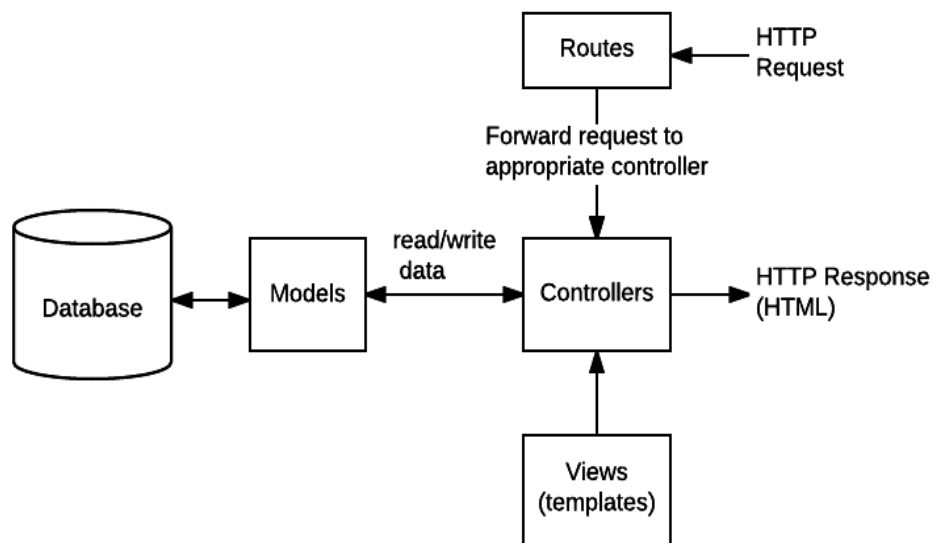 Routes
HTTP
Request
Forward request to
appropriate controller
read/write
data
Database
Models
Controllers
HTTP Response
(HTML)
Views
(templates)